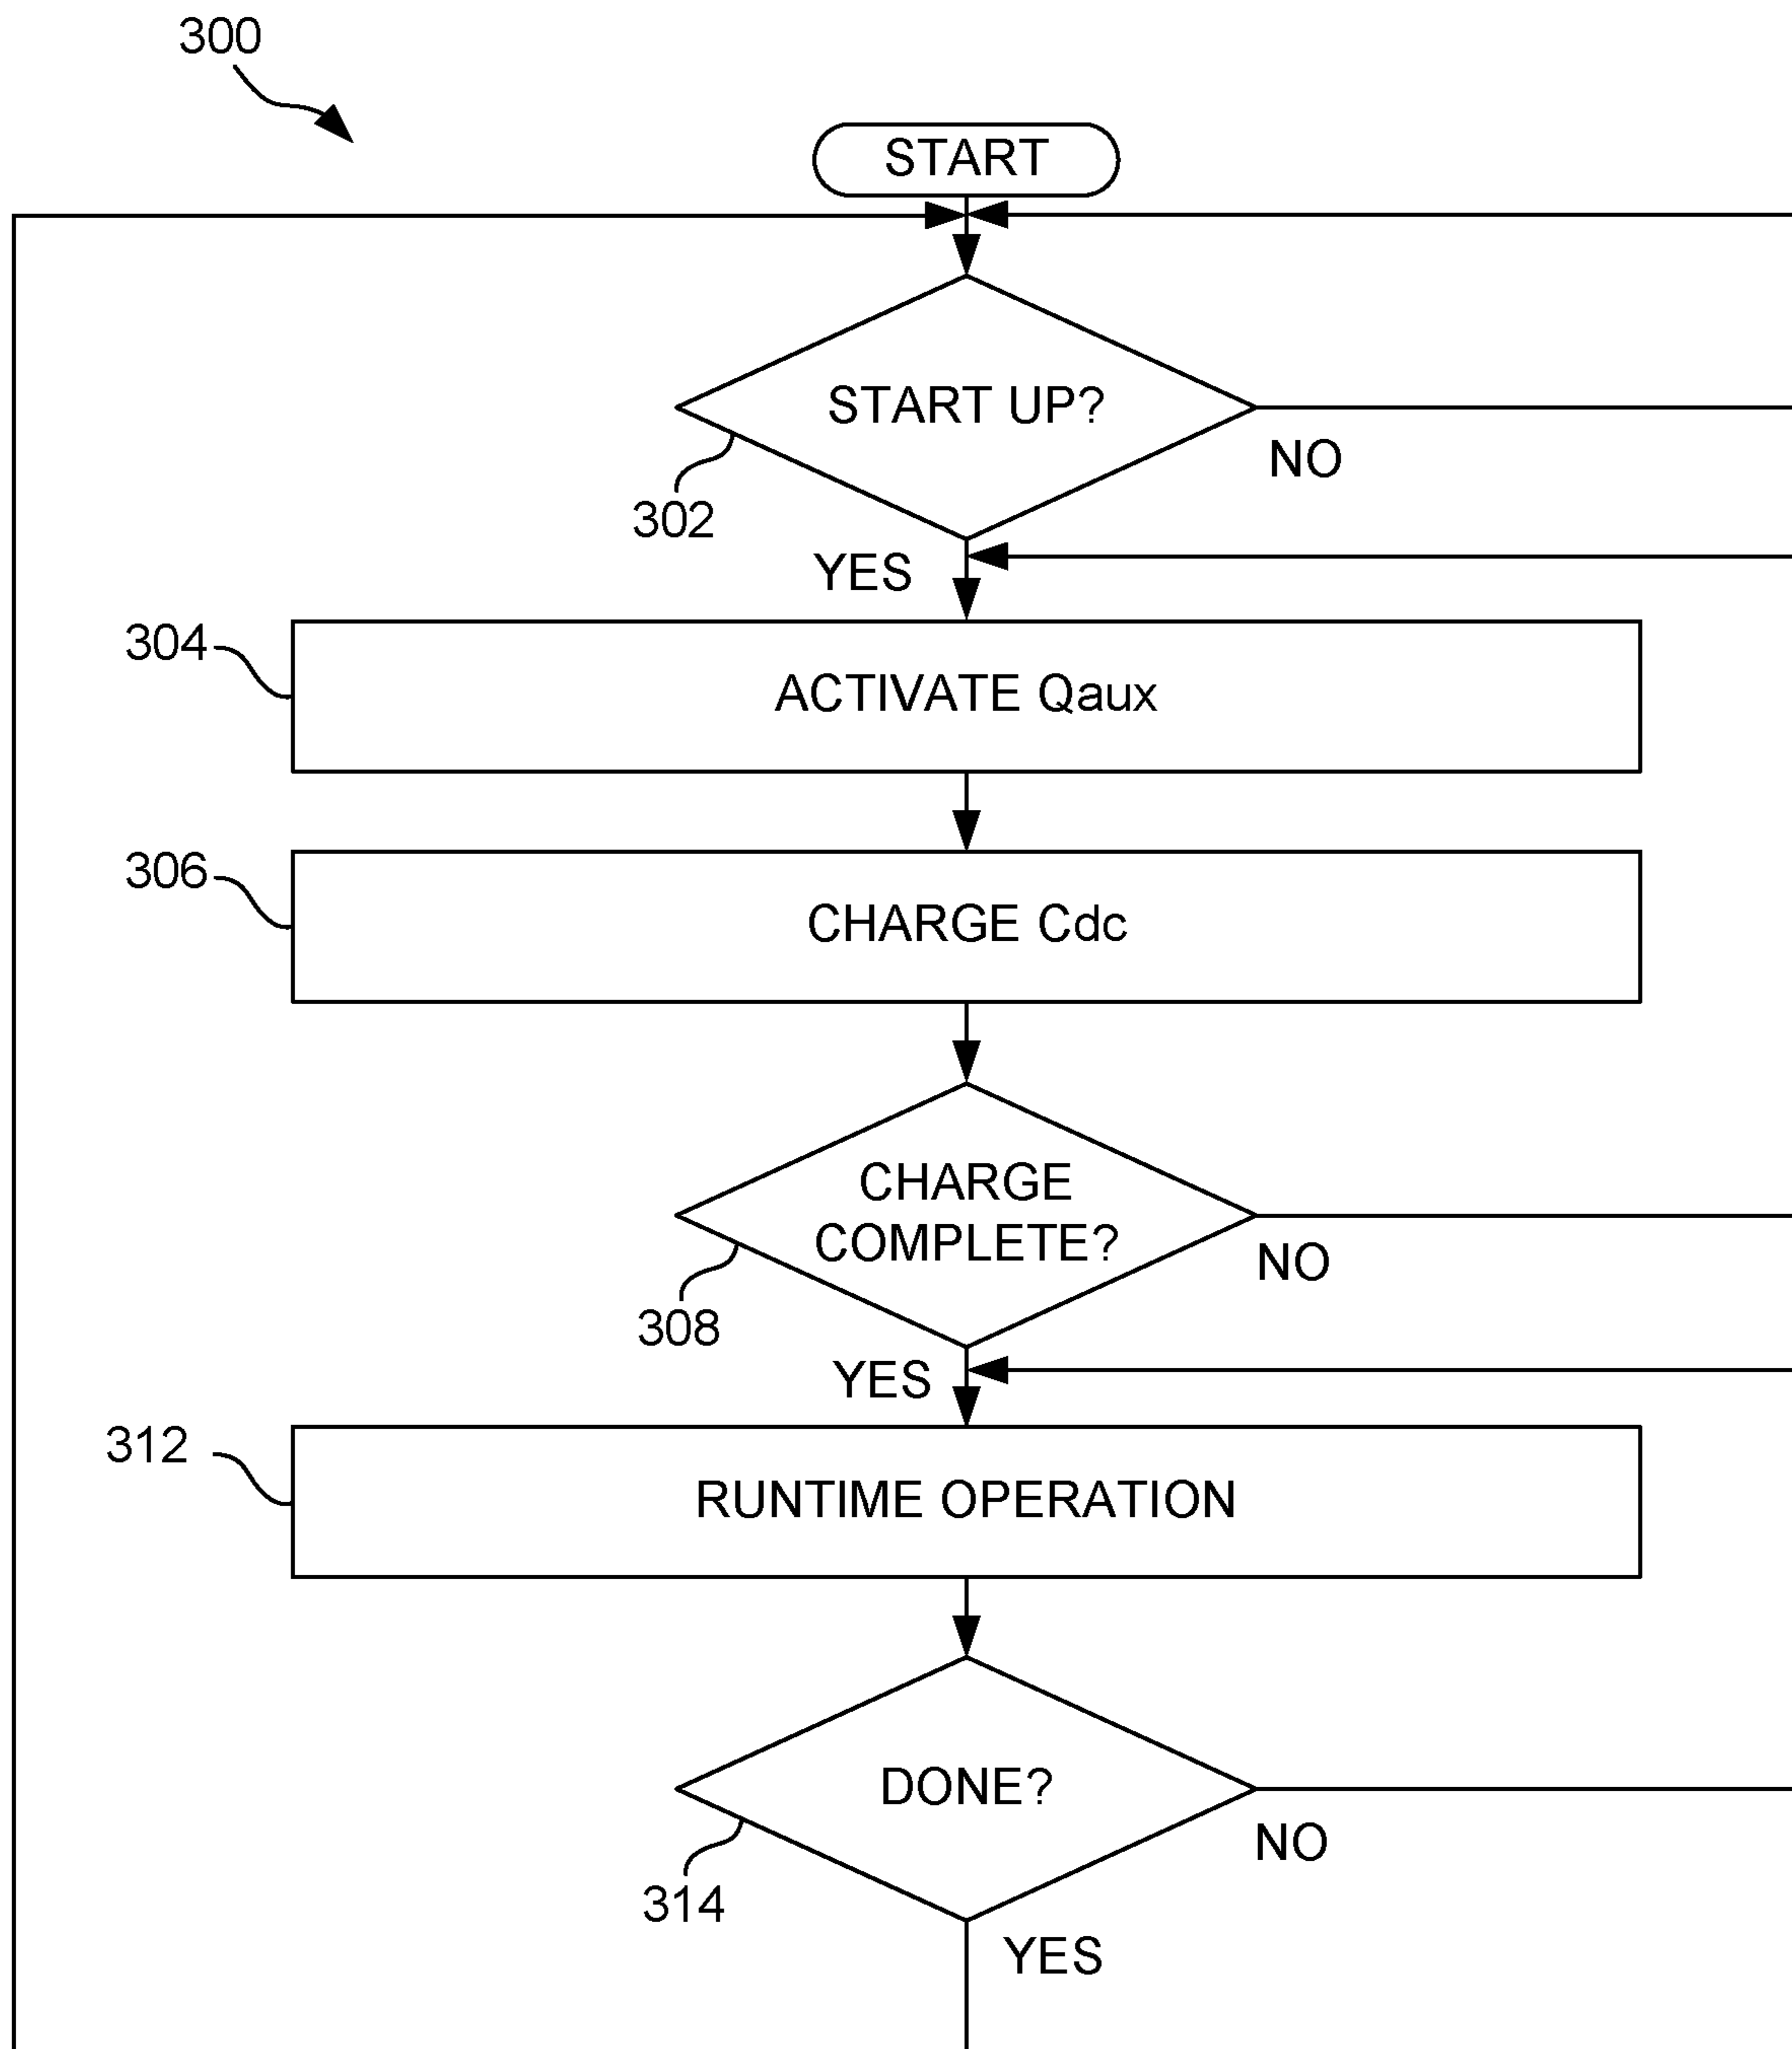 300
START
START UP?
NO
302
YES
304
ACTIVATE Qaux
306
CHARGE Cdc
CHARGE
COMPLETE?
NO
308
YES
312
RUNTIME OPERATION
DONE?
NO
314
YES